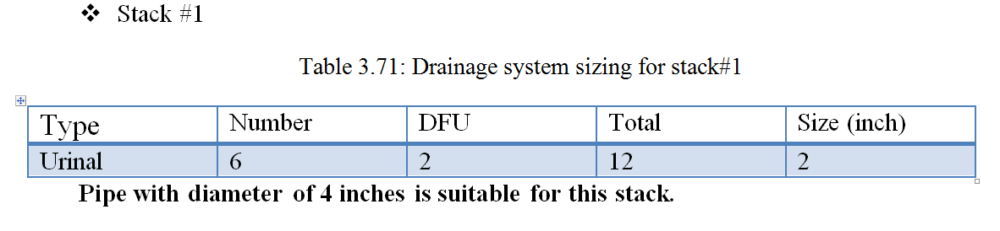 ❖ Stack #1
Table 3.71: Drainage system sizing for stack#1
Type Number DFU Total Size (inch)
Urinal 6 2 12 2
Pipe with diameter of 4 inches is suitable for this stack.